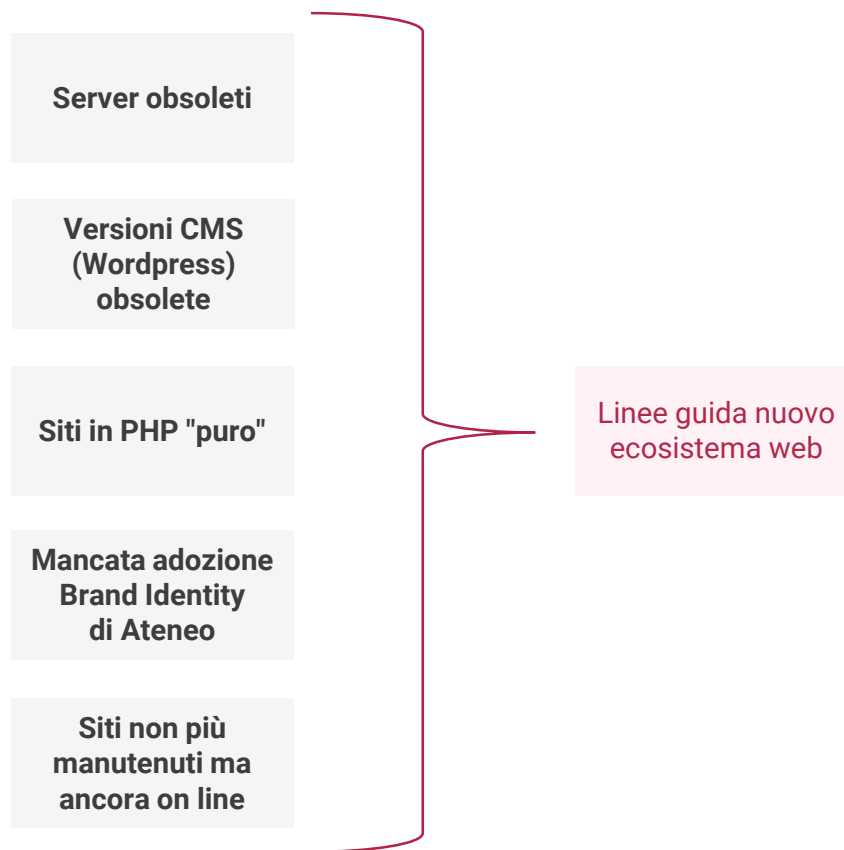 Server obsoleti
Versioni CMS
(Wordpress)
obsolete
Siti in PHP "puro"
Linee guida nuovo
ecosistema web
Mancata adozione
Brand Identity
di Ateneo
Siti non più
manutenuti ma
ancora on line